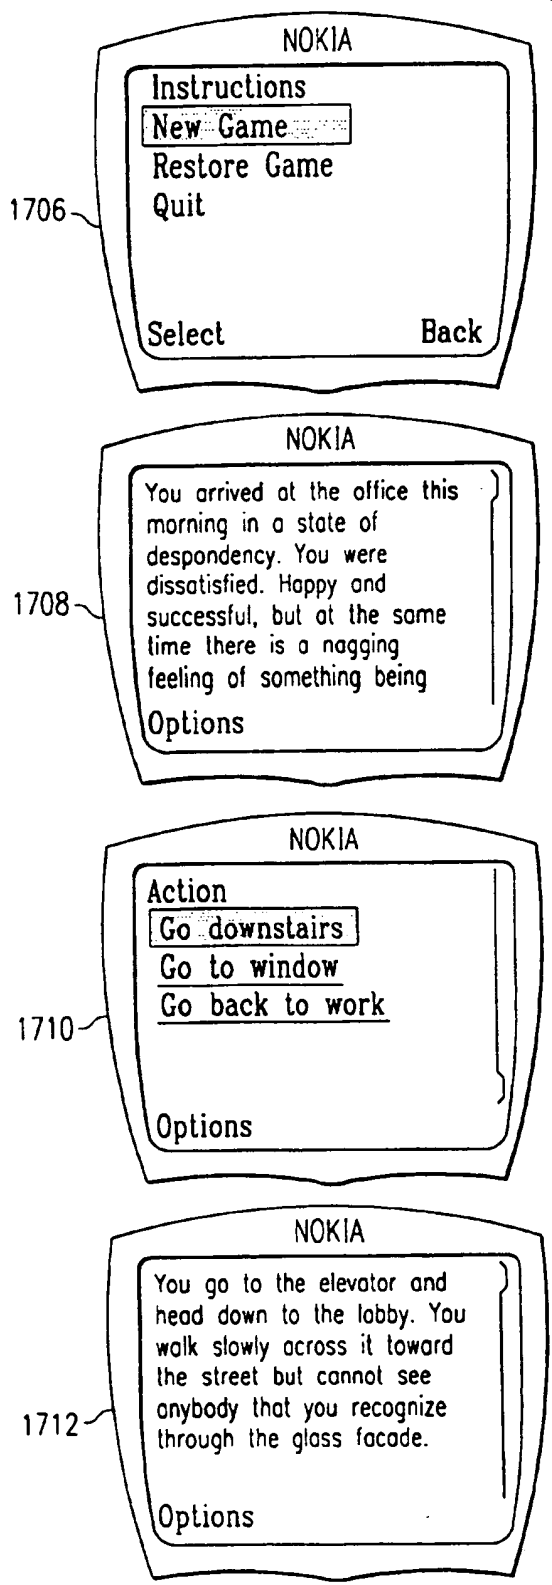 NOKIA
Instructions
New Game
Restore Game
Quit
1706
Select Back
NOKIA
You arrived at the office this
morning in a state of
despondency. You were
dissatisfied. Happy and
successful, but at the same
time there is a nagging
feeling of something being
1708
Options
NOKIA
Action
Go downstairs
Go to window
Go back to work
1710
Options
NOKIA
You go to the elevator and
head down to the lobby. You
walk slowly across it toward
the street but cannot see
anybody that you recognize
through the glass facade.
1712
Options